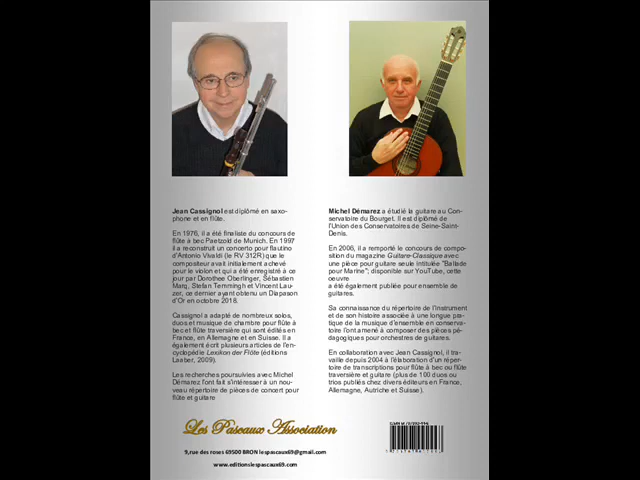 Jean Cassignol est diplômé en saxo-
phone et en flûte.
En 1976, il a été finaliste du concours de
flûte à bec Paetzold de Munich. En 1997
il a reconstruit un concerto pour flautino
d'Antonio Vivaldi (le RV 312R) que le
compositeur avait initialement achevé
pour le violon et qui a été enregistré à ce
jour par Dorothee Oberlinger, Sébastien
Marq, Stefan Temmingh et Vincent Lau-
zer, ce dernier ayant obtenu un Diapason
d'Or en octobre 2018.
Cassignol a adapté de nombreux solos,
duos et musique de chambre pour flûte à
bec et flûte traversière qui sont édités en
France, en Allemagne et en Suisse. Il a
également écrit plusieurs articles de l'en-
cyclopédie Lexikon der Flöte (éditions
Laaber, 2009).
Les recherches poursuivies avec Michel
Démarez l'ont fait s'intéresser à un nou-
veau répertoire de pièces de concert pour
flûte et guitare
Michel Démarez a étudié la guitare au Con-
servatoire du Bourget. Il est diplômé de
l'Union des Conservatoires de Seine-Saint-
Denis.
En 2006, il a remporté le concours de compo-
sition du magazine Guitare-Classique avec
une pièce pour guitare seule intitulée "Ballade
pour Marine"; disponible sur YouTube, cette
oeuvre
a été également publiée pour ensemble de
guitares.
Sa connaissance du répertoire de l'instrument
et de son histoire associée à une longue pra-
tique de la musique d'ensemble en conserva-
toire l'ont amené à composer des pièces pé-
dagogiques pour orchestres de guitares.
En collaboration avec Jean Cassignol, il tra-
vaille depuis 2004 à l'élaboration d'un réper-
toire de transcriptions pour flûte à bec ou flûte
traversière et guitare (plus de 100 duos ou
trios publiés chez divers éditeurs en France,
Allemagne, Autriche et Suisse).
Les Pascaux Association
9,rue des roses 69500 BRON lespascaux69@gmail.com
www.editionslespascaux69.com